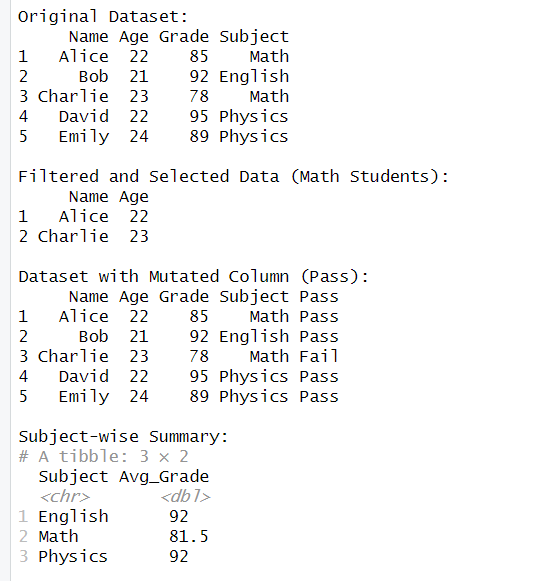 Original Dataset:
     Name Age Grade Subject
1   Alice  22    85    Math
2     Bob  21    92 English
3 Charlie  23    78    Math
4   David  22    95 Physics
5   Emily  24    89 Physics

Filtered and Selected Data (Math Students):
     Name Age
1   Alice  22
2 Charlie  23

Dataset with Mutated Column (Pass):
     Name Age Grade Subject Pass
1   Alice  22    85    Math Pass
2     Bob  21    92 English Pass
3 Charlie  23    78    Math Fail
4   David  22    95 Physics Pass
5   Emily  24    89 Physics Pass

Subject-wise Summary:
# A tibble: 3 × 2
  Subject Avg_Grade
  <chr>       <dbl>
1 English      92
2 Math         81.5
3 Physics      92